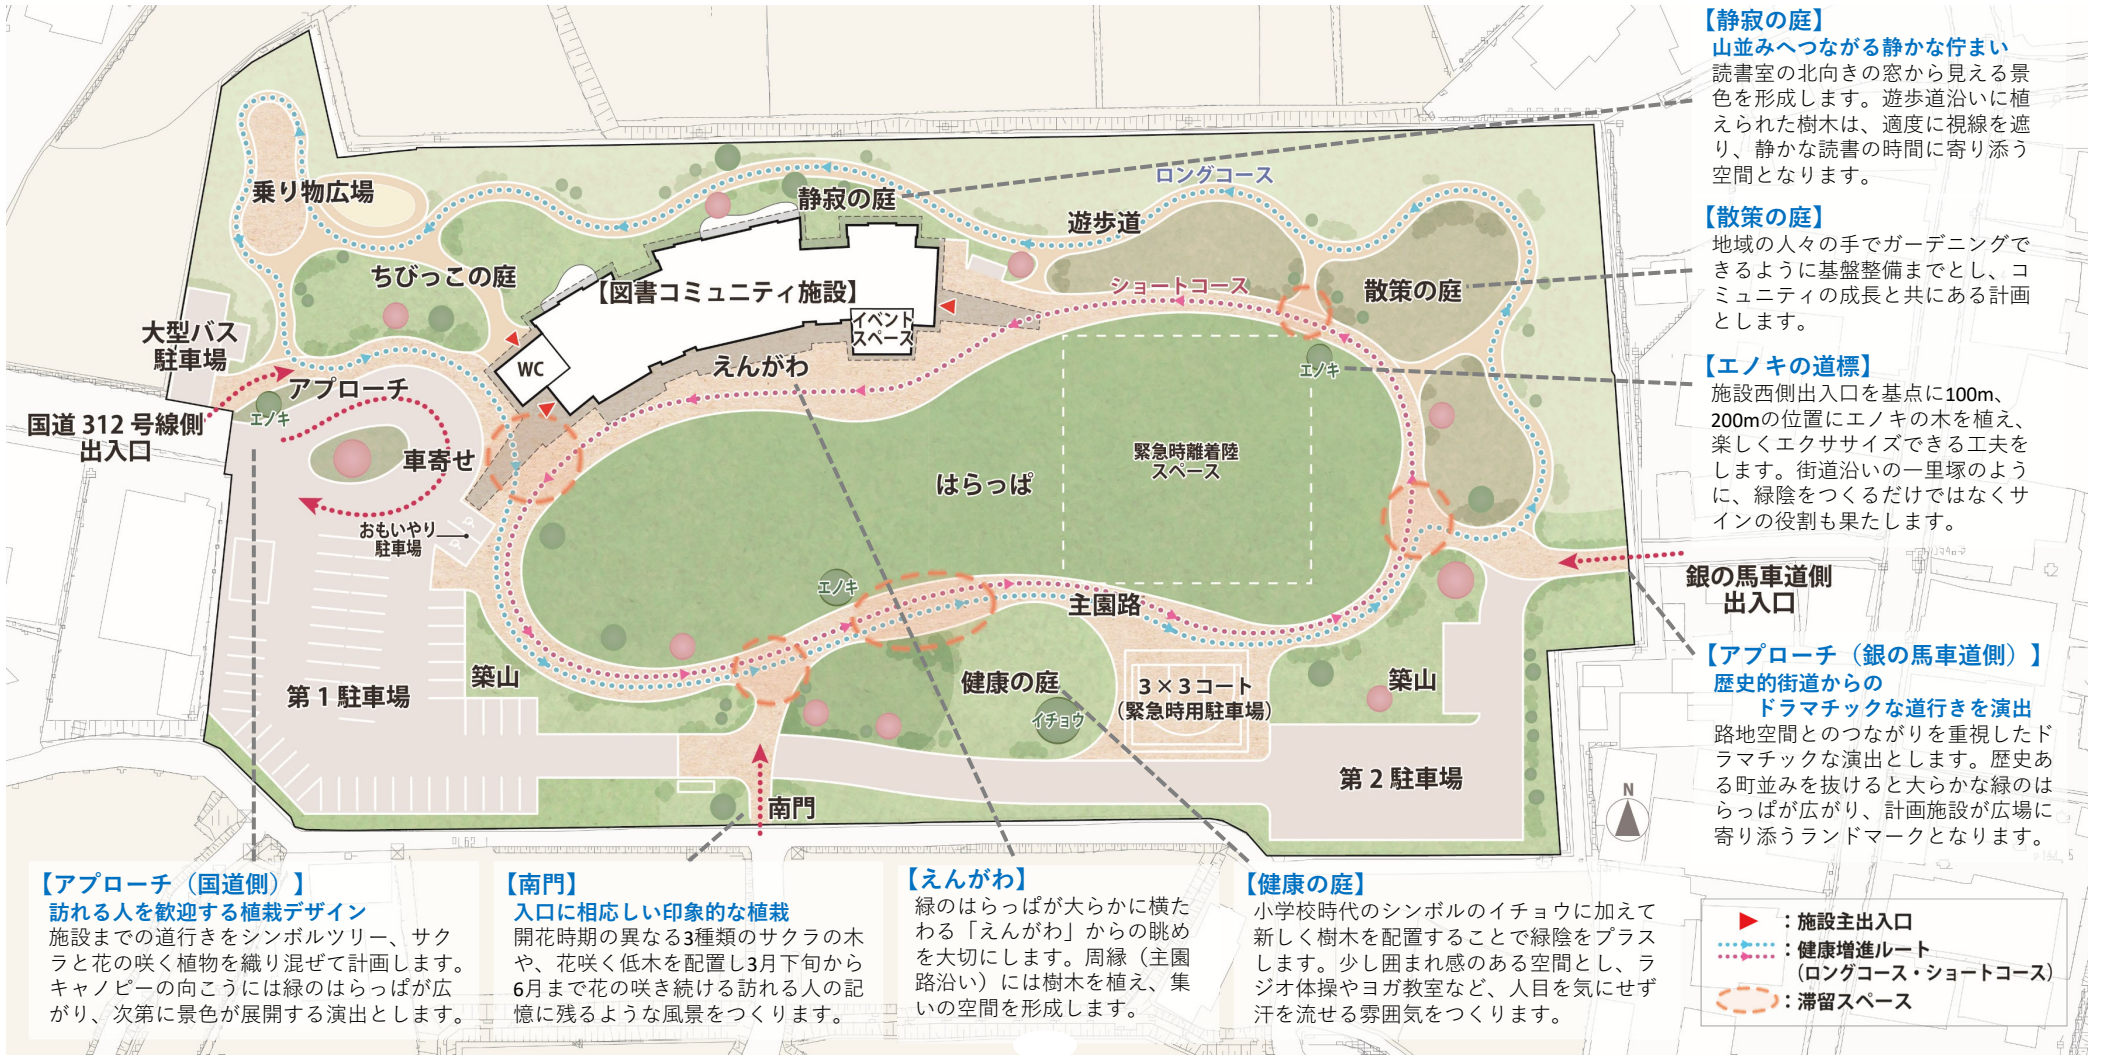 【静寂の庭】
山並みへつながる静かな佇まい
読書室の北向きの窓から見える景
色を形成します。遊歩道沿いに植
えられた樹木は、適度に視線を遮
り、静かな読書の時間に寄り添う
空間となります。
【散策の庭】
地域の人々の手でガーデニングで
きるように基盤整備までとし、コ
ミュニティの成長と共にある計画
とします。
【エノキの道標】
施設西側出入口を基点に100m、
200mの位置にエノキの木を植え、
楽しくエクササイズできる工夫を
します。街道沿いの一里塚のよう
に、緑陰をつくるだけではなくサ
インの役割も果たします。
乗り物広場
静寂の庭
ロングコース
遊歩道
ちびっこの庭
【図書コミュニティ施設】
ショートコース
散策の庭
イベント
スペース
大型バス
駐車場
WC
えんがわ
エノキ
アプローチ
エノキ
国道 312 号線側
出入口
車寄せ
緊急時離着陸
スペース
はらっぱ
おもいやり
駐車場
エノキ
主園路
銀の馬車道側
出入口
築山
第 1 駐車場
健康の庭
イチョウ
3 × 3 コート
(緊急時用駐車場)
築山
第 2 駐車場
南門
N
【アプローチ（銀の馬車道側）】
歴史的街道からの
ドラマチックな道行きを演出
路地空間とのつながりを重視したド
ラマチックな演出とします。歴史あ
る町並みを抜けると大らかな緑のは
らっぱが広がり、計画施設が広場に
寄り添うランドマークとなります。
【アプローチ（国道側）】
訪れる人を歓迎する植栽デザイン
施設までの道行きをシンボルツリー、サク
ラと花の咲く植物を織り混ぜて計画します。
キャノピーの向こうには緑のはらっぱが広
がり、次第に景色が展開する演出とします。
【南門】
入口に相応しい印象的な植栽
開花時期の異なる3種類のサクラの木
や、花咲く低木を配置し3月下旬から
6月まで花の咲き続ける訪れる人の記
憶に残るような風景をつくります。
【えんがわ】
緑のはらっぱが大らかに横た
わる「えんがわ」からの眺め
を大切にします。周縁（主園
路沿い）には樹木を植え、集
いの空間を形成します。
【健康の庭】
小学校時代のシンボルのイチョウに加えて
新しく樹木を配置することで緑陰をプラス
します。少し囲まれ感のある空間とし、ラ
ジオ体操やヨガ教室など、人目を気にせず
汗を流せる雰囲気をつくります。
：施設主出入口
：健康増進ルート
(ロングコース・ショートコース)
：滞留スペース